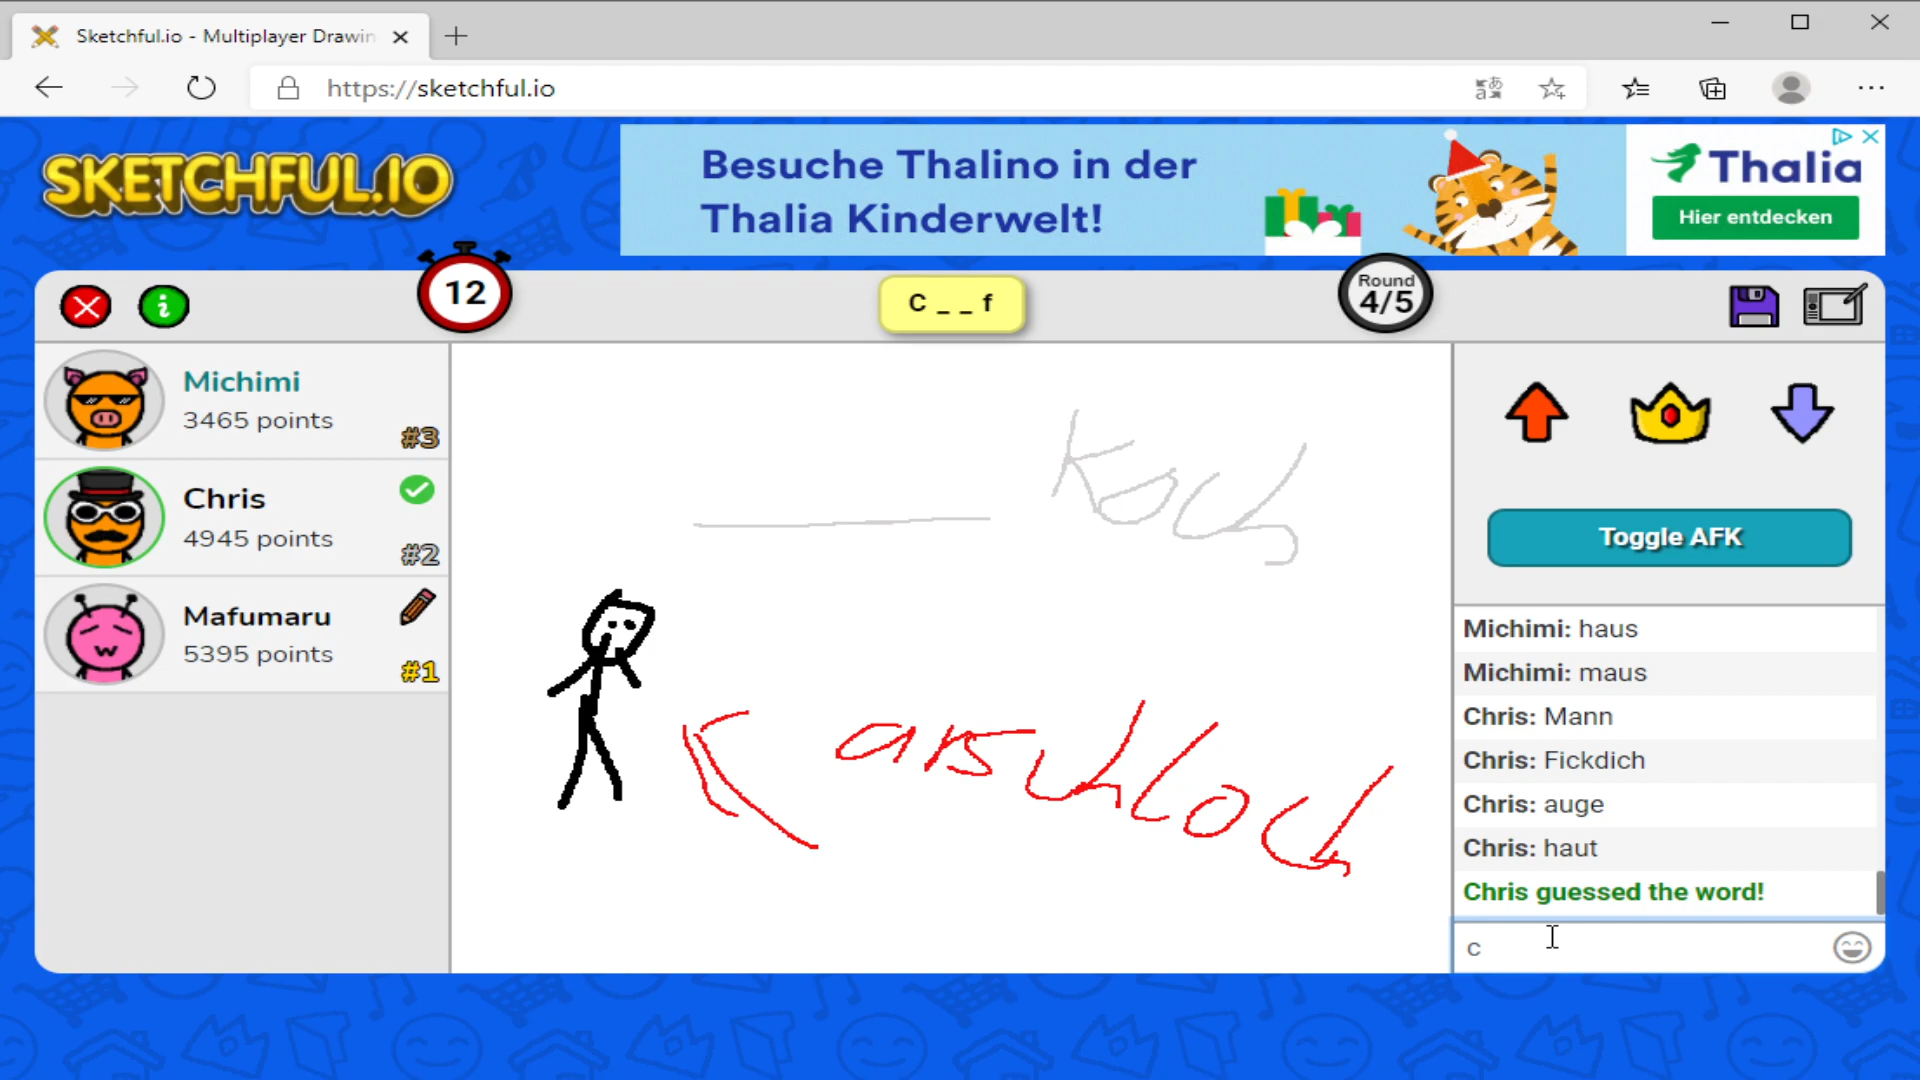 Sketchful.io - Multiplayer Drawin
https://sketchful.io
SKETCHFUL.IO
Besuche Thalino in der
Thalia Kinderwelt!
Thalia
Hier entdecken
12
C _ _ f
Round
4/5
Michimi
3465 points
#3
Chris
4945 points
#2
Mafumaru
5395 points
#1
Koch
arschloch
Toggle AFK
Michimi: haus
Michimi: maus
Chris: Mann
Chris: Fickdich
Chris: auge
Chris: haut
Chris guessed the word!
c